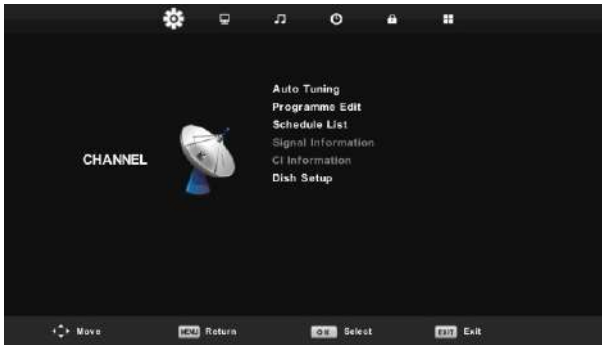 CHANNEL
Auto Tuning
Programme Edit
Schedule List
Signal Information
CI Information
Dish Setup
Move MENU Return OK Select EXIT Exit